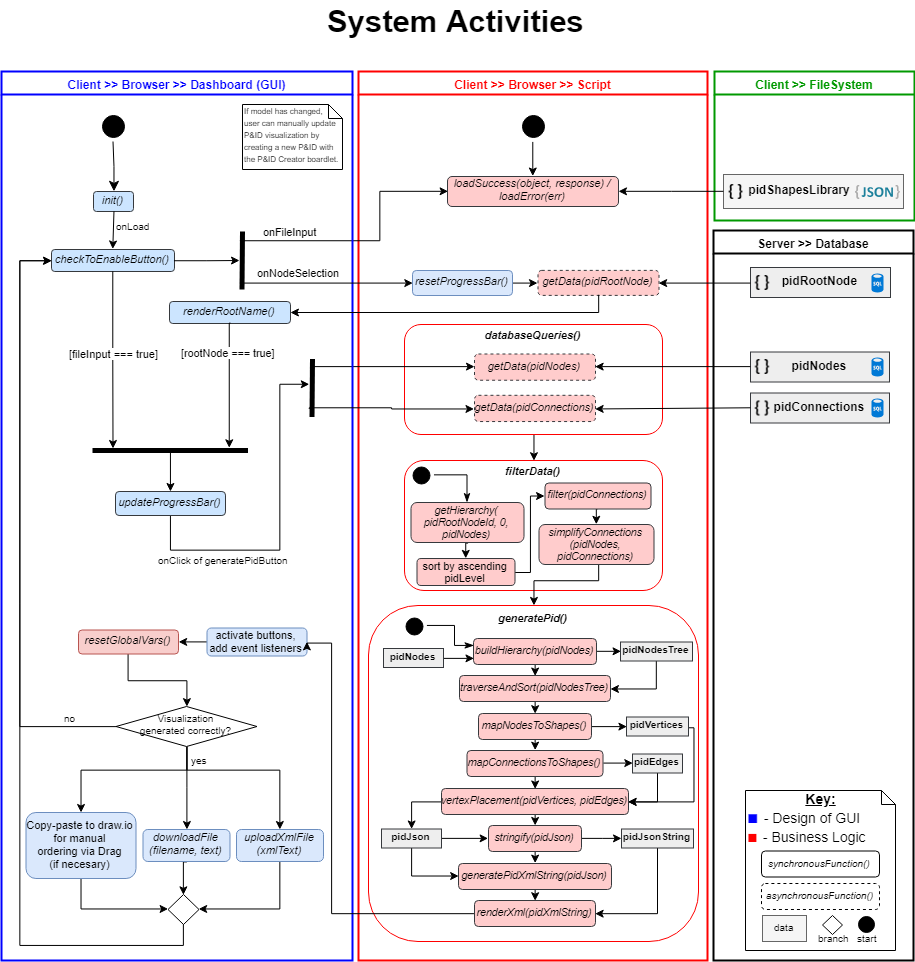 System Activities
Client >> Browser >> Dashboard (GUI)
If model has changed,
user can manually update
P&ID visualization by
creating a new P&ID with
the P&ID Creator boardlet.
init()
onLoad
checkToEnableButton()
onFileInput
onNodeSelection
renderRootName()
[fileInput === true]
[rootNode === true]
updateProgressBar()
onClick of generatePidButton
resetGlobalVars()
activate buttons,
add event listeners
Visualization
generated correctly?
no
yes
Copy-paste to draw.io
for manual
ordering via Drag
(if necesary)
downloadFile
(filename, text)
uploadXmlFile
(xmlText)
Client >> Browser >> Script
loadSuccess(object, response) /
loadError(err)
resetProgressBar()
getData(pidRootNode)
databaseQueries()
getData(pidNodes)
getData(pidConnections)
filterData()
getHierarchy(
pidRootNodeId, 0,
pidNodes)
sort by ascending
pidLevel
filter(pidConnections)
simplifyConnections
(pidNodes,
pidConnections)
generatePid()
pidNodes
buildHierarchy(pidNodes)
pidNodesTree
traverseAndSort(pidNodesTree)
mapNodesToShapes()
pidVertices
mapConnectionsToShapes()
pidEdges
vertexPlacement(pidVertices, pidEdges)
pidJson
stringify(pidJson)
pidJsonString
generatePidXmlString(pidJson)
renderXml(pidXmlString)
Client >> FileSystem
{ } pidShapesLibrary {JSON}
Server >> Database
{ } pidRootNode SQL
{ } pidNodes SQL
{ } pidConnections SQL
Key:
- Design of GUI
- Business Logic
synchronousFunction()
asynchronousFunction()
data
branch
start